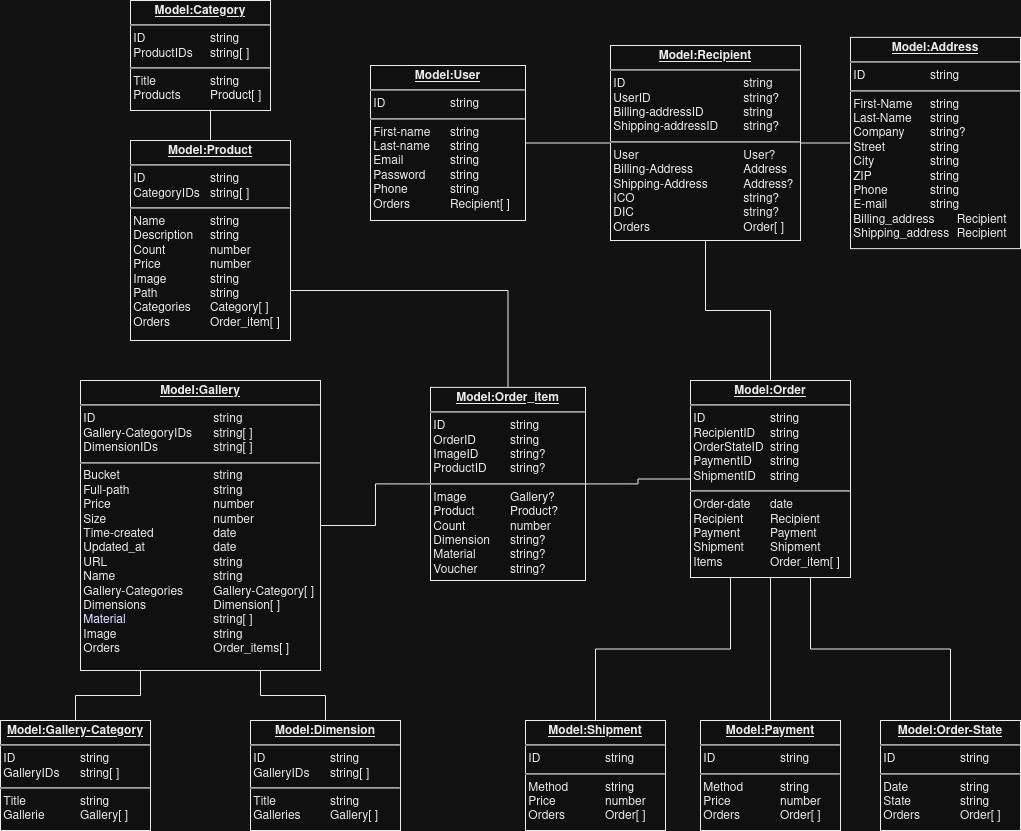 Model:Category
ID string
ProductIDs string[ ]
Title string
Products Product[ ]
Model:Product
ID string
CategoryIDs string[ ]
Name string
Description string
Count number
Price number
Image string
Path string
Categories Category[ ]
Orders Order_item[ ]
Model:User
ID string
First-name string
Last-name string
Email string
Password string
Phone string
Orders Recipient[ ]
Model:Recipient
ID string
UserID string?
Billing-addressID string
Shipping-addressID string?
User User?
Billing-Address Address
Shipping-Address Address?
ICO string?
DIC string?
Orders Order[ ]
Model:Address
ID string
First-Name string
Last-Name string
Company string?
Street string
City string
ZIP string
Phone string
E-mail string
Billing_address Recipient
Shipping_address Recipient
Model:Gallery
ID string
Gallery-CategoryIDs string[ ]
DimensionIDs string[ ]
Bucket string
Full-path string
Price number
Size number
Time-created date
Updated_at date
URL string
Name string
Gallery-Categories Gallery-Category[ ]
Dimensions Dimension[ ]
Material string[ ]
Image string
Orders Order_items[ ]
Model:Order_item
ID string
OrderID string
ImageID string?
ProductID string?
Image Gallery?
Product Product?
Count number
Dimension string?
Material string?
Voucher string?
Model:Order
ID string
RecipientID string
OrderStateID string
PaymentID string
ShipmentID string
Order-date date
Recipient Recipient
Payment Payment
Shipment Shipment
Items Order_item[ ]
Model:Gallery-Category
ID string
GalleryIDs string[ ]
Title string
Gallerie Gallery[ ]
Model:Dimension
ID string
GalleryIDs string[ ]
Title string
Galleries Gallery[ ]
Model:Shipment
ID string
Method string
Price number
Orders Order[ ]
Model:Payment
ID string
Method string
Price number
Orders Order[ ]
Model:Order-State
ID string
Date string
State string
Orders Order[ ]